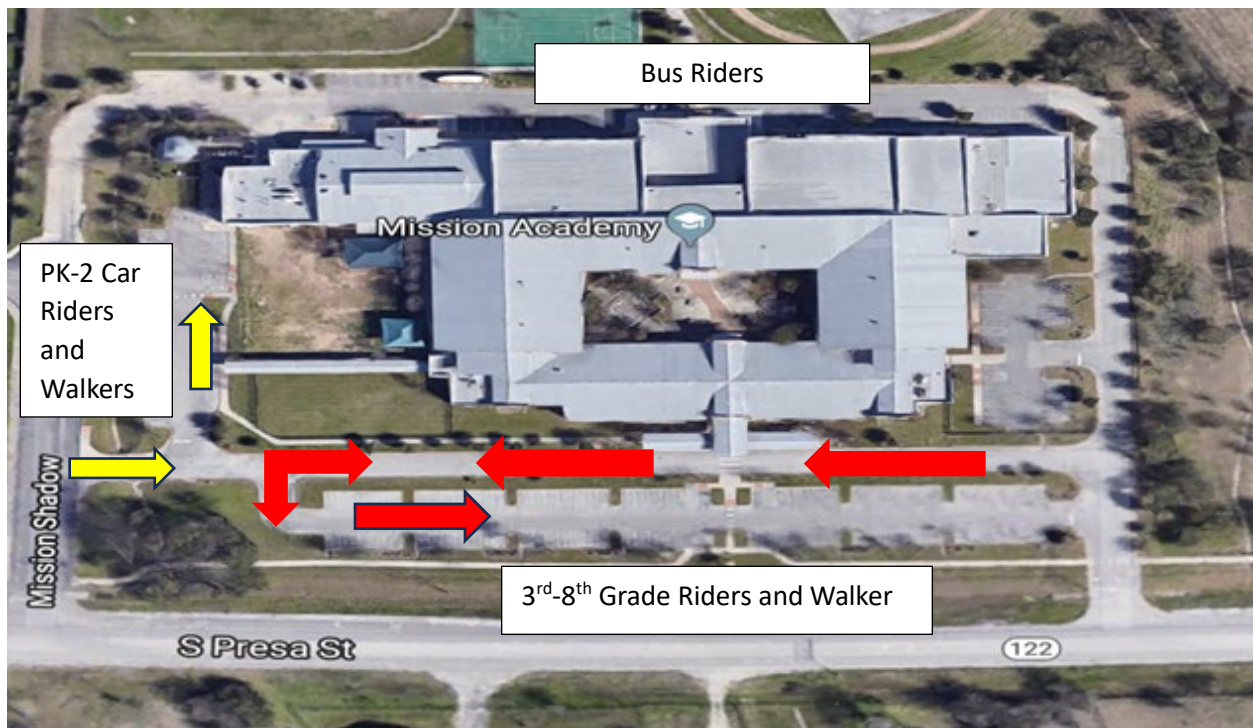 Bus Riders
Mission Academy
PK-2 Car
Riders
and
Walkers
Mission Shadow
3rd-8th Grade Riders and Walker
S Presa St
122